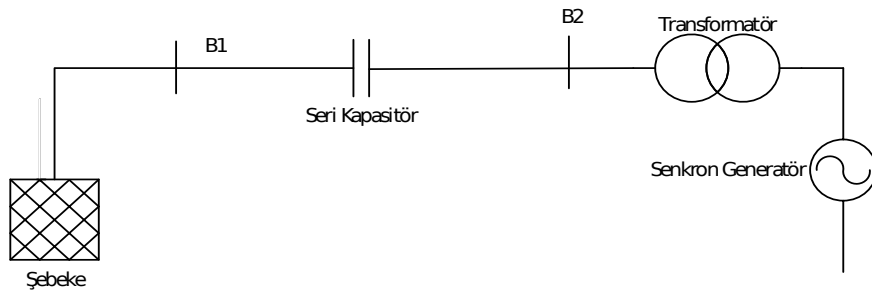 Transformatör
B1
B2
Seri Kapasitör
Senkron Generatör
Şebeke